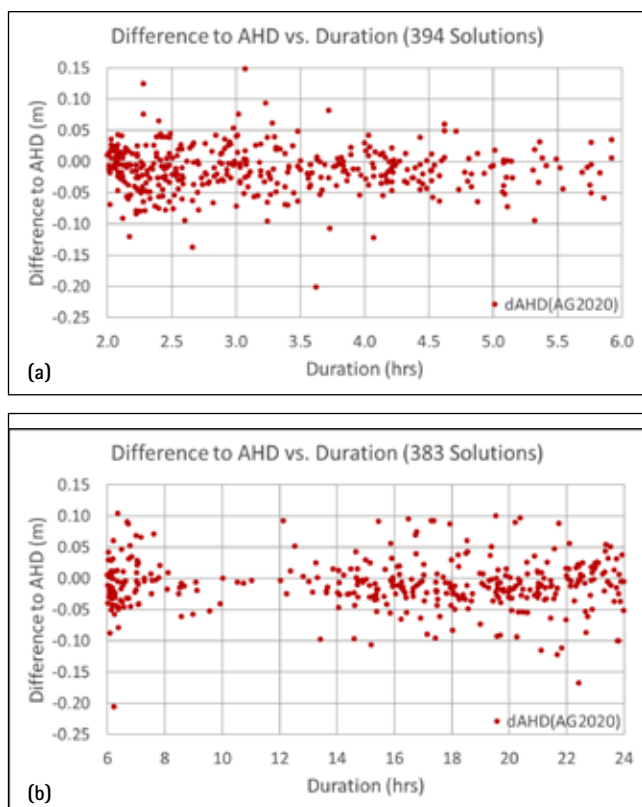 Difference to AHD vs. Duration (394 Solutions)
0.15
0.10
0.05
0.00
-0.05
-0.10
-0.15
-0.20
-0.25
Difference to AHD (m)
dAHD(AG2020)
2.0 2.5 3.0 3.5 4.0 4.5 5.0 5.5 6.0
Duration (hrs)
(a)
Difference to AHD vs. Duration (383 Solutions)
0.15
0.10
0.05
0.00
-0.05
-0.10
-0.15
-0.20
-0.25
Difference to AHD (m)
dAHD(AG2020)
6 8 10 12 14 16 18 20 22 24
Duration (hrs)
(b)